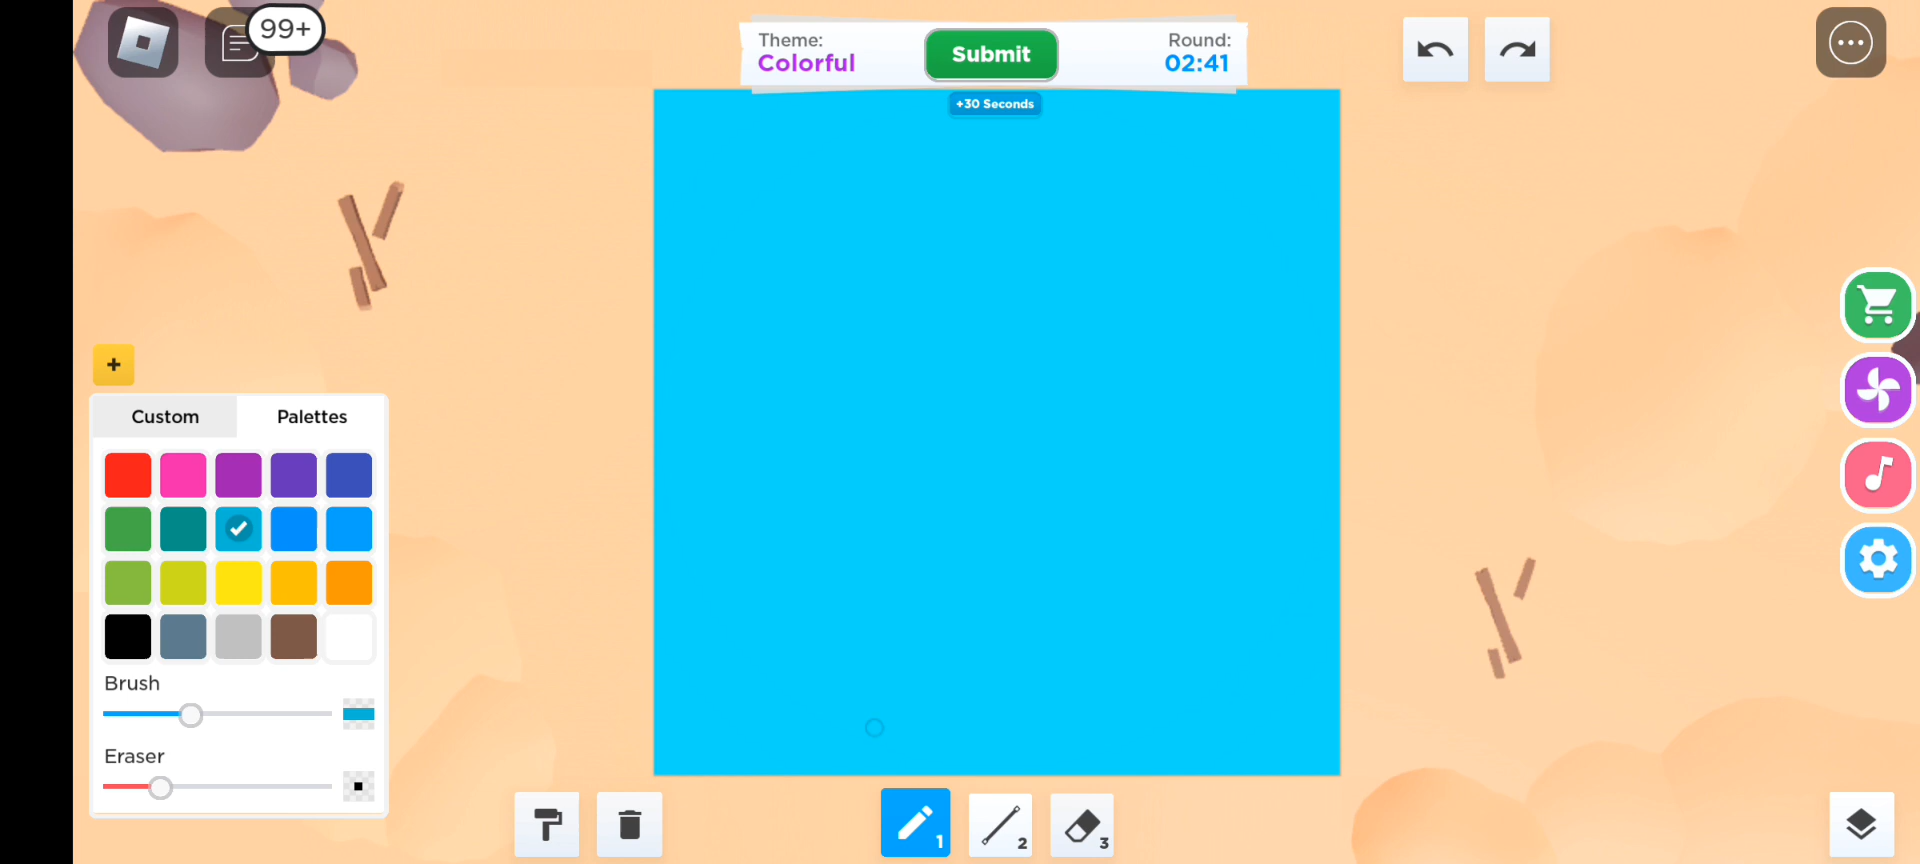 99+
Theme:
Colorful
Submit
Round:
02:41
+30 Seconds
+
Custom
Palettes
Brush
Eraser
1
2
3